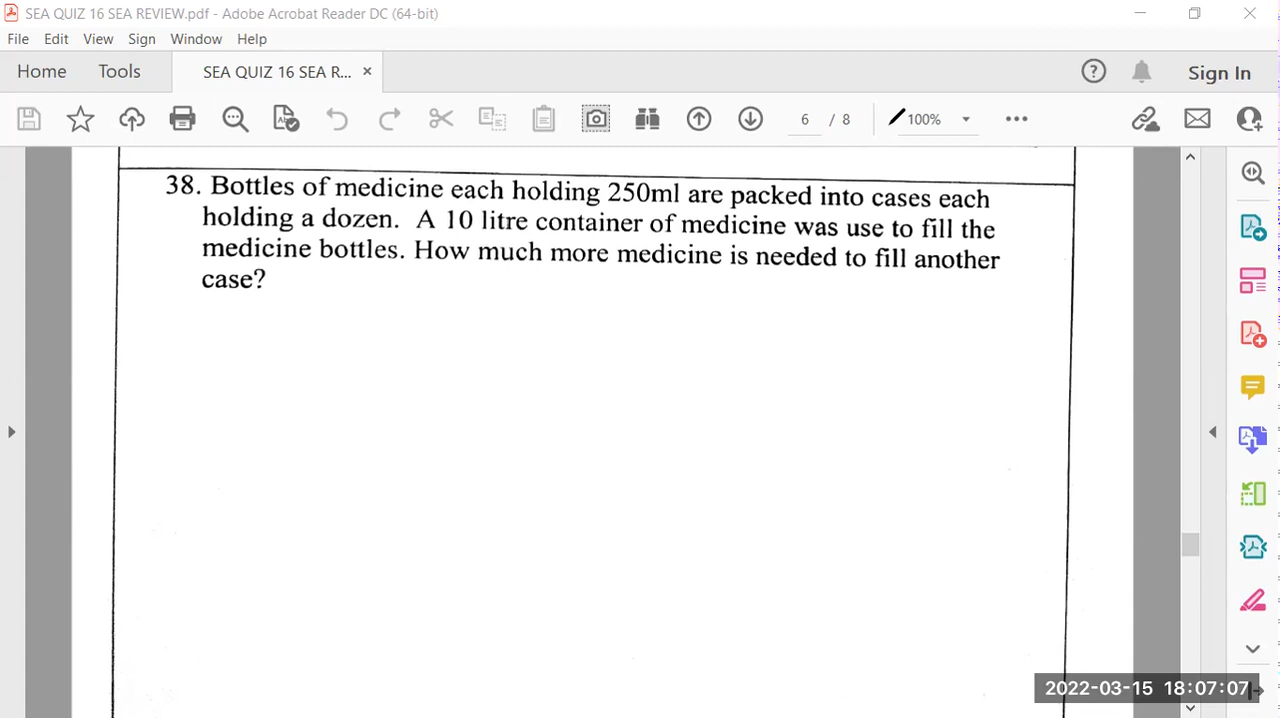 SEA QUIZ 16 SEA REVIEW.pdf - Adobe Acrobat Reader DC (64-bit)
File Edit View Sign Window Help
Home Tools SEA QUIZ 16 SEA R... × Sign In
6 / 8 100%
38. Bottles of medicine each holding 250ml are packed into cases each
holding a dozen. A 10 litre container of medicine was use to fill the
medicine bottles. How much more medicine is needed to fill another
case?
2022-03-15 18:07:07